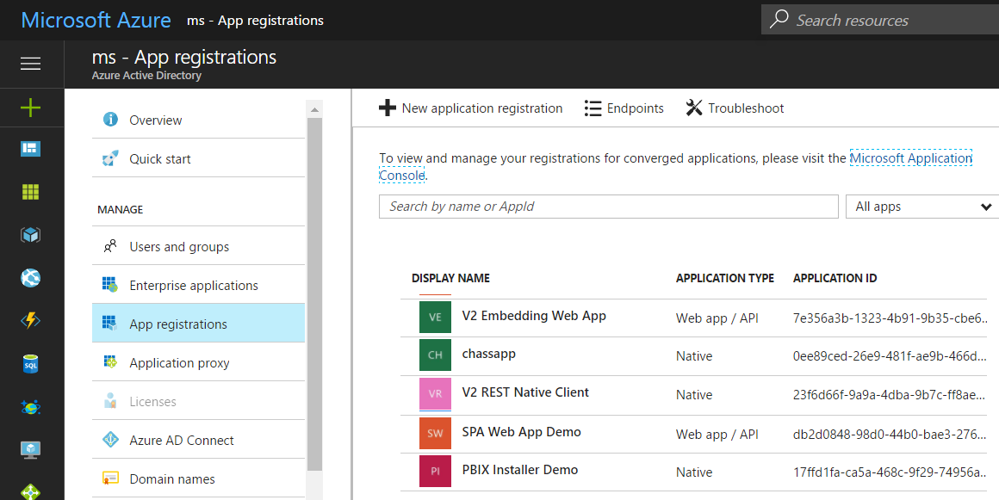 Microsoft Azure ms - App registrations
Search resources
ms - App registrations
Azure Active Directory
Overview
Quick start
MANAGE
Users and groups
Enterprise applications
App registrations
Application proxy
Licenses
Azure AD Connect
Domain names
New application registration Endpoints Troubleshoot
To view and manage your registrations for converged applications, please visit the Microsoft Application
Console.
Search by name or AppId All apps
DISPLAY NAME APPLICATION TYPE APPLICATION ID
VE V2 Embedding Web App Web app / API 7e356a3b-1323-4b91-9b35-cbe6..
CH chassapp Native 0ee89ced-26e9-481f-ae9b-466d...
VR V2 REST Native Client Native 23f6d66f-9a9a-4dba-9b7c-ff8ae...
SW SPA Web App Demo Web app / API db2d0848-98d0-44b0-bae3-276...
PI PBIX Installer Demo Native 17ffd1fa-ca5a-468c-9f29-74956a..
SQL